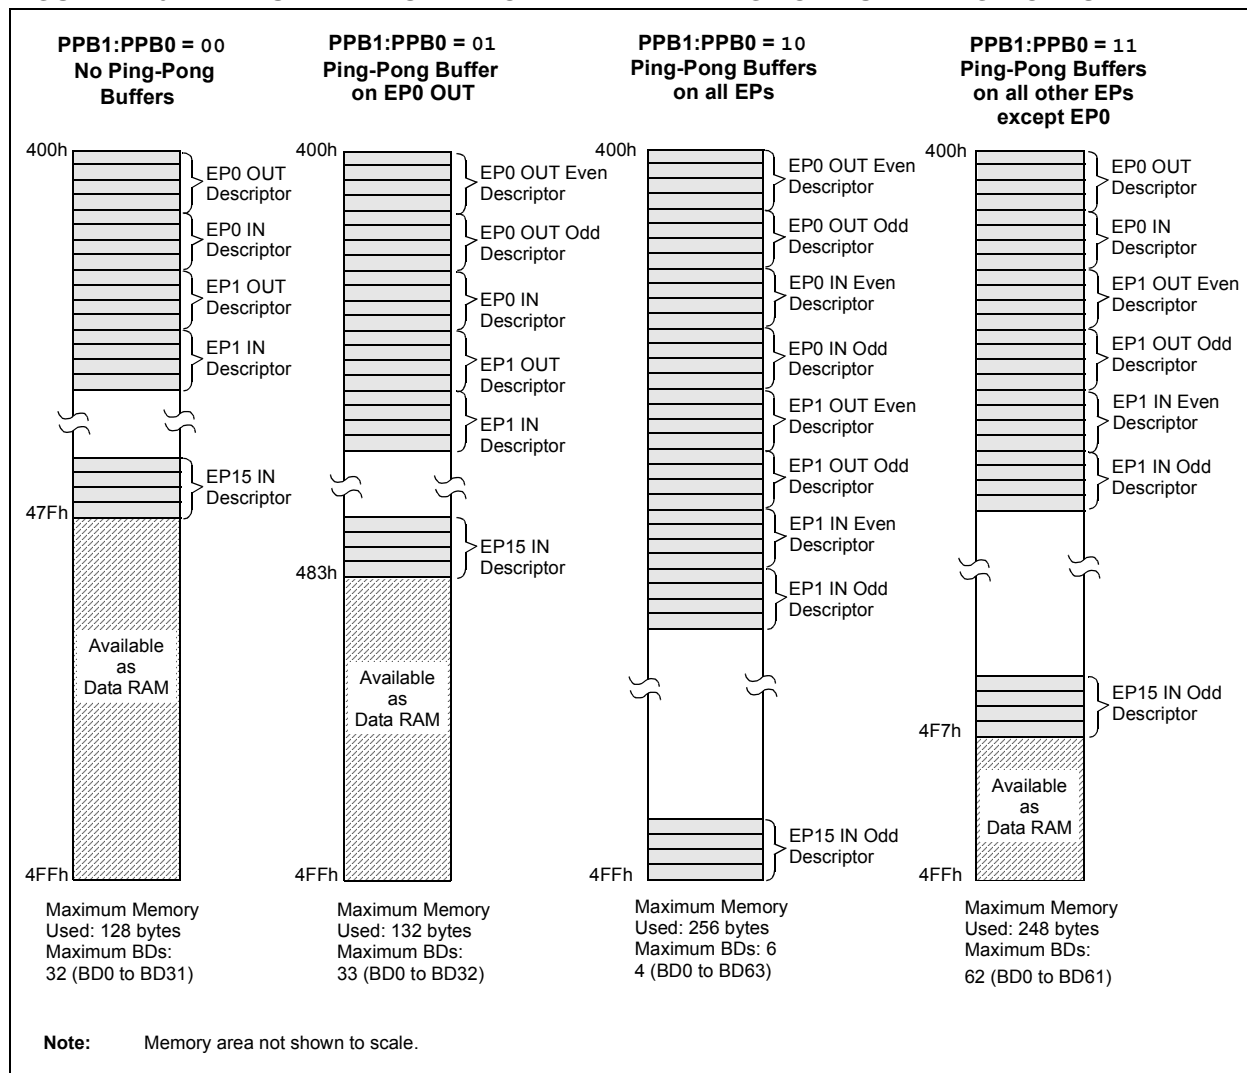 PPB1:PPB0 = 00
No Ping-Pong
Buffers
400h
EP0 OUT
Descriptor
EP0 IN
Descriptor
EP1 OUT
Descriptor
EP1 IN
Descriptor
EP15 IN
Descriptor
47Fh
Available
as
Data RAM
4FFh
Maximum Memory
Used: 128 bytes
Maximum BDs:
32 (BD0 to BD31)
PPB1:PPB0 = 01
Ping-Pong Buffer
on EP0 OUT
400h
EP0 OUT Even
Descriptor
EP0 OUT Odd
Descriptor
EP0 IN
Descriptor
EP1 OUT
Descriptor
EP1 IN
Descriptor
EP15 IN
Descriptor
483h
Available
as
Data RAM
4FFh
Maximum Memory
Used: 132 bytes
Maximum BDs:
33 (BD0 to BD32)
PPB1:PPB0 = 10
Ping-Pong Buffers
on all EPs
400h
EP0 OUT Even
Descriptor
EP0 OUT Odd
Descriptor
EP0 IN Even
Descriptor
EP0 IN Odd
Descriptor
EP1 OUT Even
Descriptor
EP1 OUT Odd
Descriptor
EP1 IN Even
Descriptor
EP1 IN Odd
Descriptor
EP15 IN Odd
Descriptor
4FFh
Maximum Memory
Used: 256 bytes
Maximum BDs: 6
4 (BD0 to BD63)
PPB1:PPB0 = 11
Ping-Pong Buffers
on all other EPs
except EP0
400h
EP0 OUT
Descriptor
EP0 IN
Descriptor
EP1 OUT Even
Descriptor
EP1 OUT Odd
Descriptor
EP1 IN Even
Descriptor
EP1 IN Odd
Descriptor
EP15 IN Odd
Descriptor
4F7h
Available
as
Data RAM
4FFh
Maximum Memory
Used: 248 bytes
Maximum BDs:
62 (BD0 to BD61)
Note: Memory area not shown to scale.